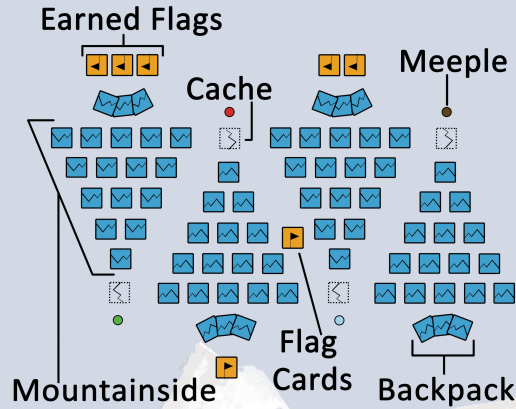 Earned Flags
Cache
Meeple
Flag
Cards
Mountainside
Backpack